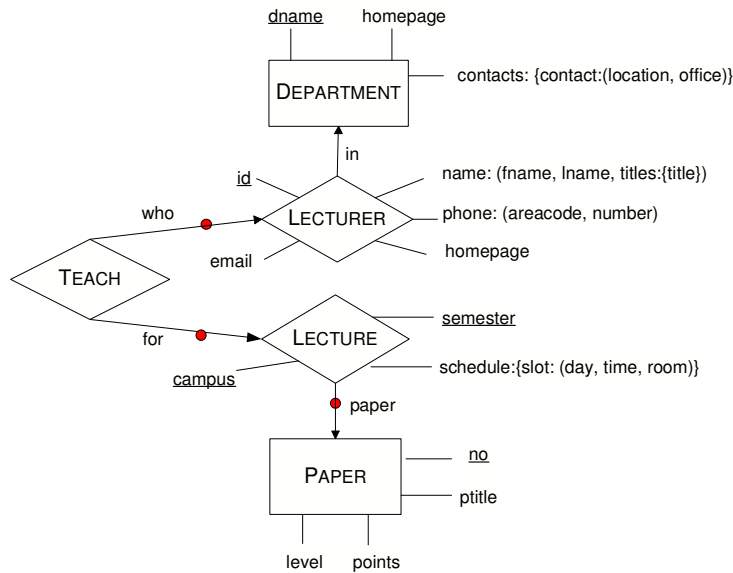 dname
homepage
DEPARTMENT
contacts: {contact:(location, office)}
in
id
name: (fname, lname, titles:{title})
who
LECTURER
phone: (areacode, number)
email
homepage
TEACH
for
LECTURE
semester
campus
schedule:{slot: (day, time, room)}
paper
PAPER
no
ptitle
level
points